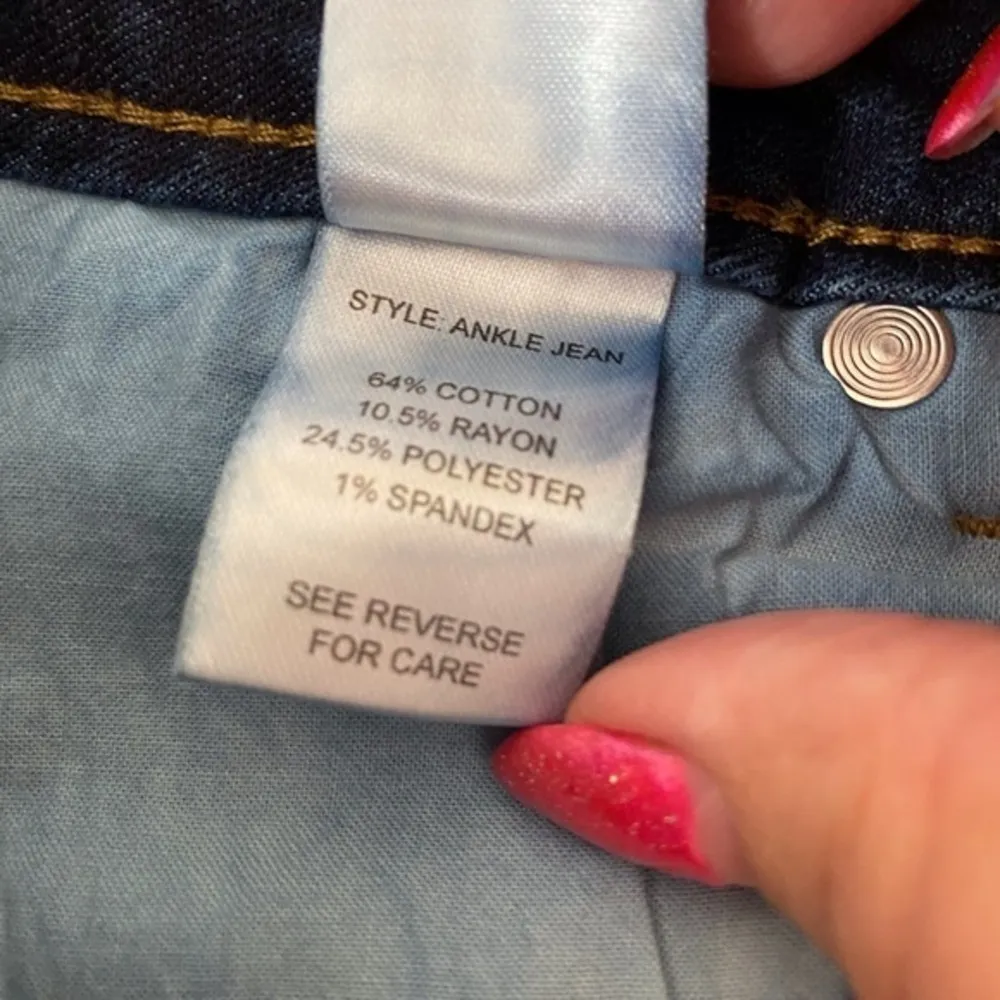 STYLE: ANKLE JEAN
64% COTTON
10.5% RAYON
24.5% POLYESTER
1% SPANDEX
SEE REVERSE
FOR CARE